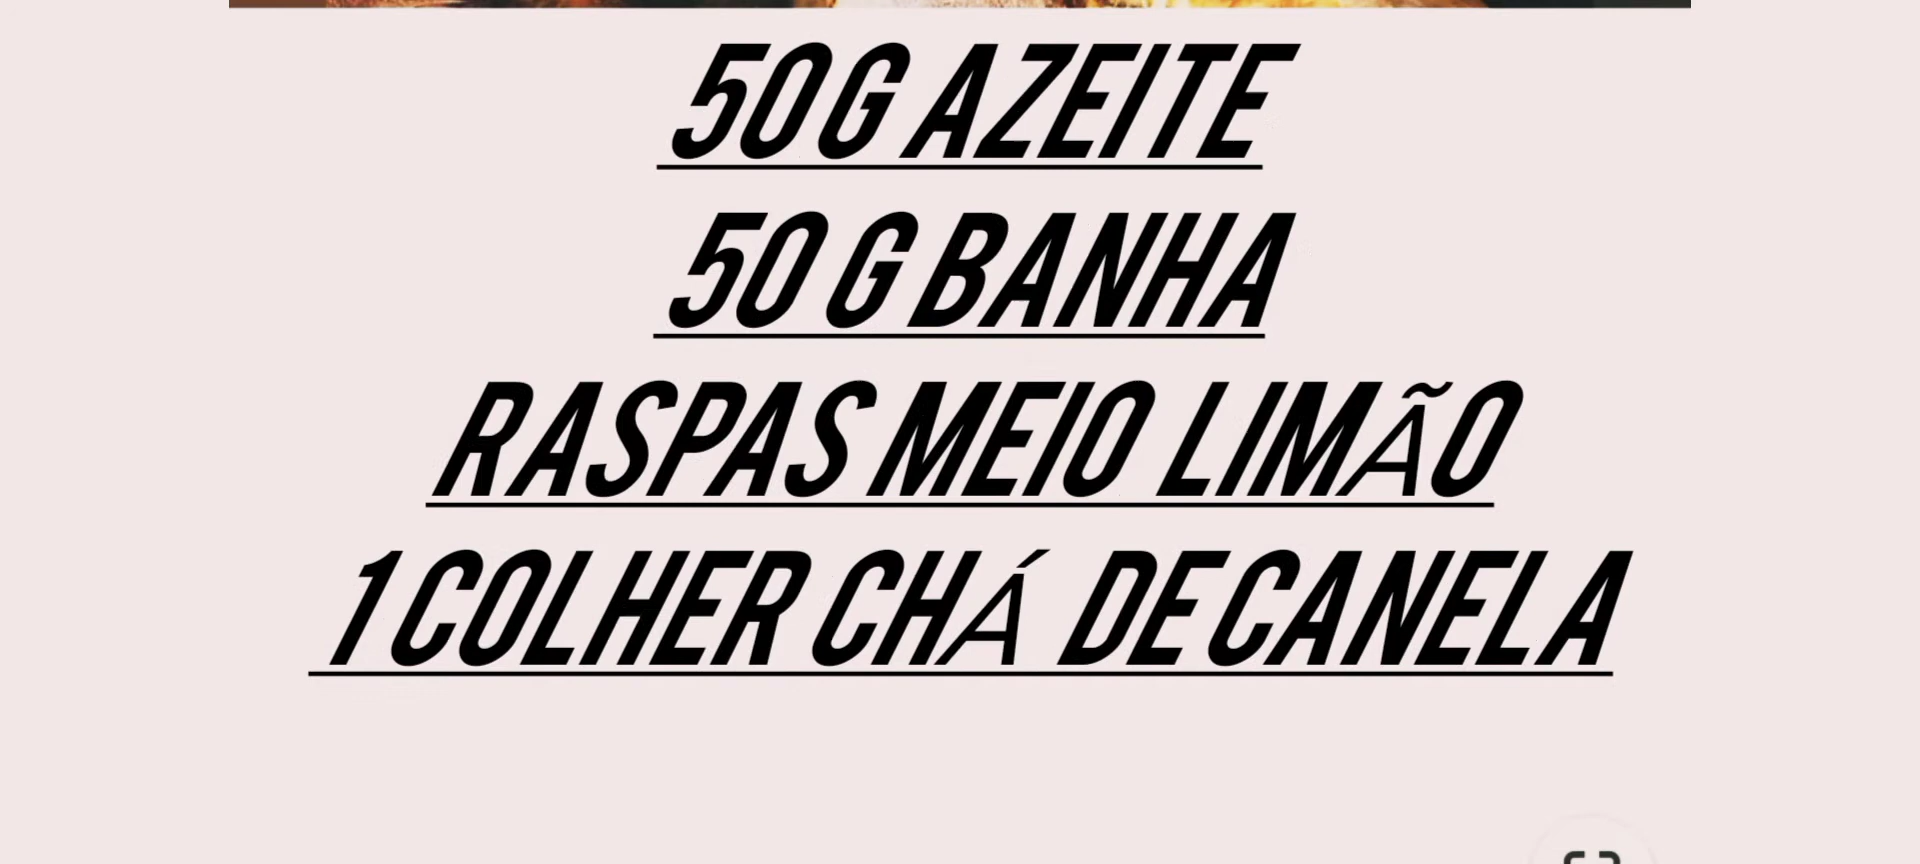 50G AZEITE
50 G BANHA
RASPAS MEIO LIMÃO
1 COLHER CHÁ DE CANELA